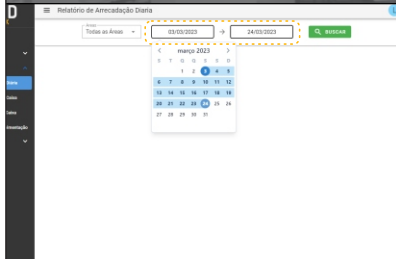 D
Relatório de Arrecadação Diaria
Áreas
Todas as Áreas
03/03/2023 → 24/03/2023
BUSCAR
março 2023
S T Q Q S S D
1 2 3 4 5
6 7 8 9 10 11 12
13 14 15 16 17 18 19
20 21 22 23 24 25 26
27 28 29 30 31